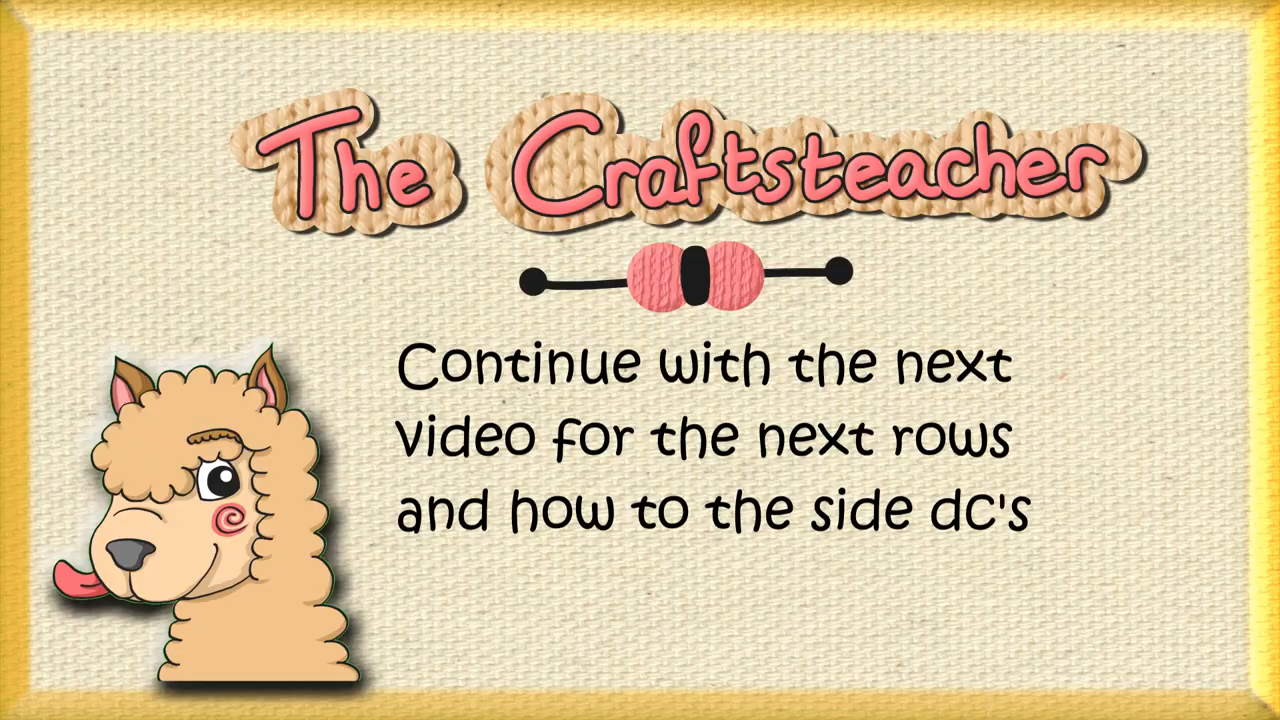 The Craftsteacher
Continue with the next
video for the next rows
and how to the side dc's